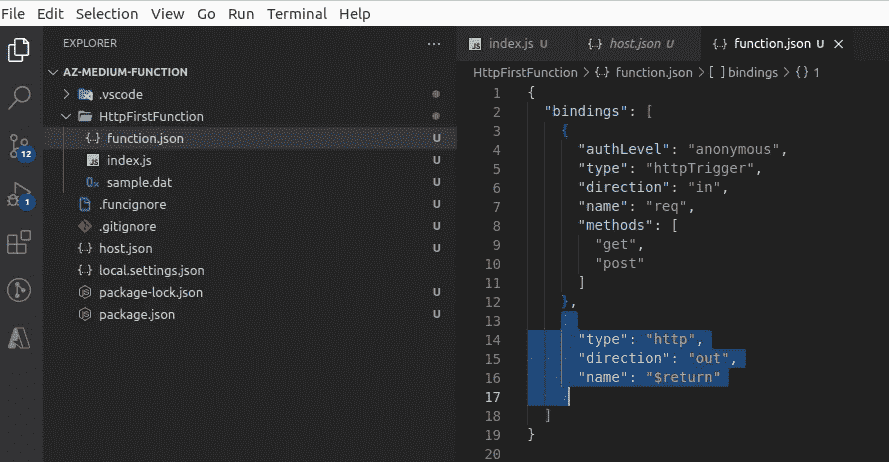 File Edit Selection View Go Run Terminal Help
EXPLORER
AZ-MEDIUM-FUNCTION
.vscode
HttpFirstFunction
function.json U
index.js U
sample.dat U
.funcignore U
.gitignore U
host.json U
local.settings.json
package-lock.json U
package.json U
12
1
index.js U
host.json U
function.json U
HttpFirstFunction > function.json > [ ] bindings > {} 1
1 {
2 "bindings": [
3 {
4 "authLevel": "anonymous",
5 "type": "httpTrigger",
6 "direction": "in",
7 "name": "req",
8 "methods": [
9 "get",
10 "post"
11 ]
12 },
13
14 "type": "http",
15 "direction": "out",
16 "name": "$return"
17
18 ]
19 }
20